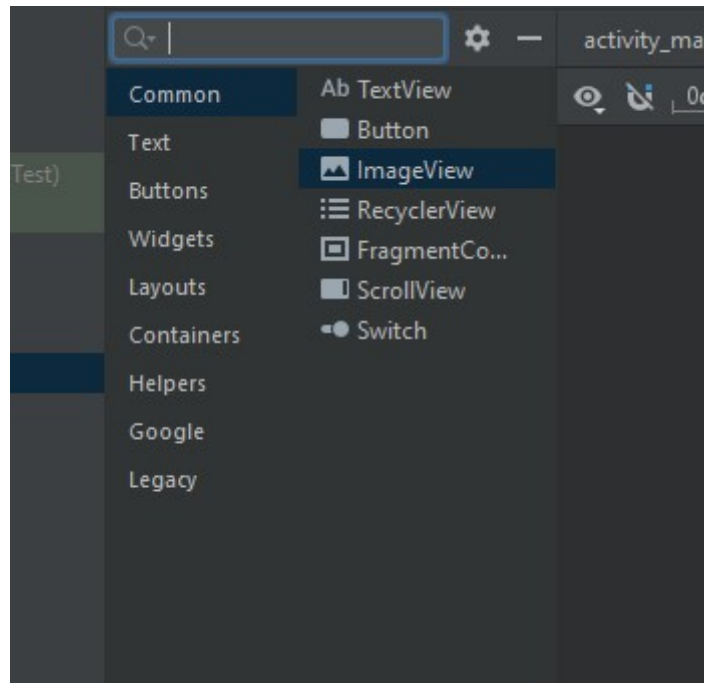 activity_ma
Test)
Common
Text
Buttons
Widgets
Layouts
Containers
Helpers
Google
Legacy
Ab TextView
Button
ImageView
RecyclerView
FragmentCo...
ScrollView
Switch